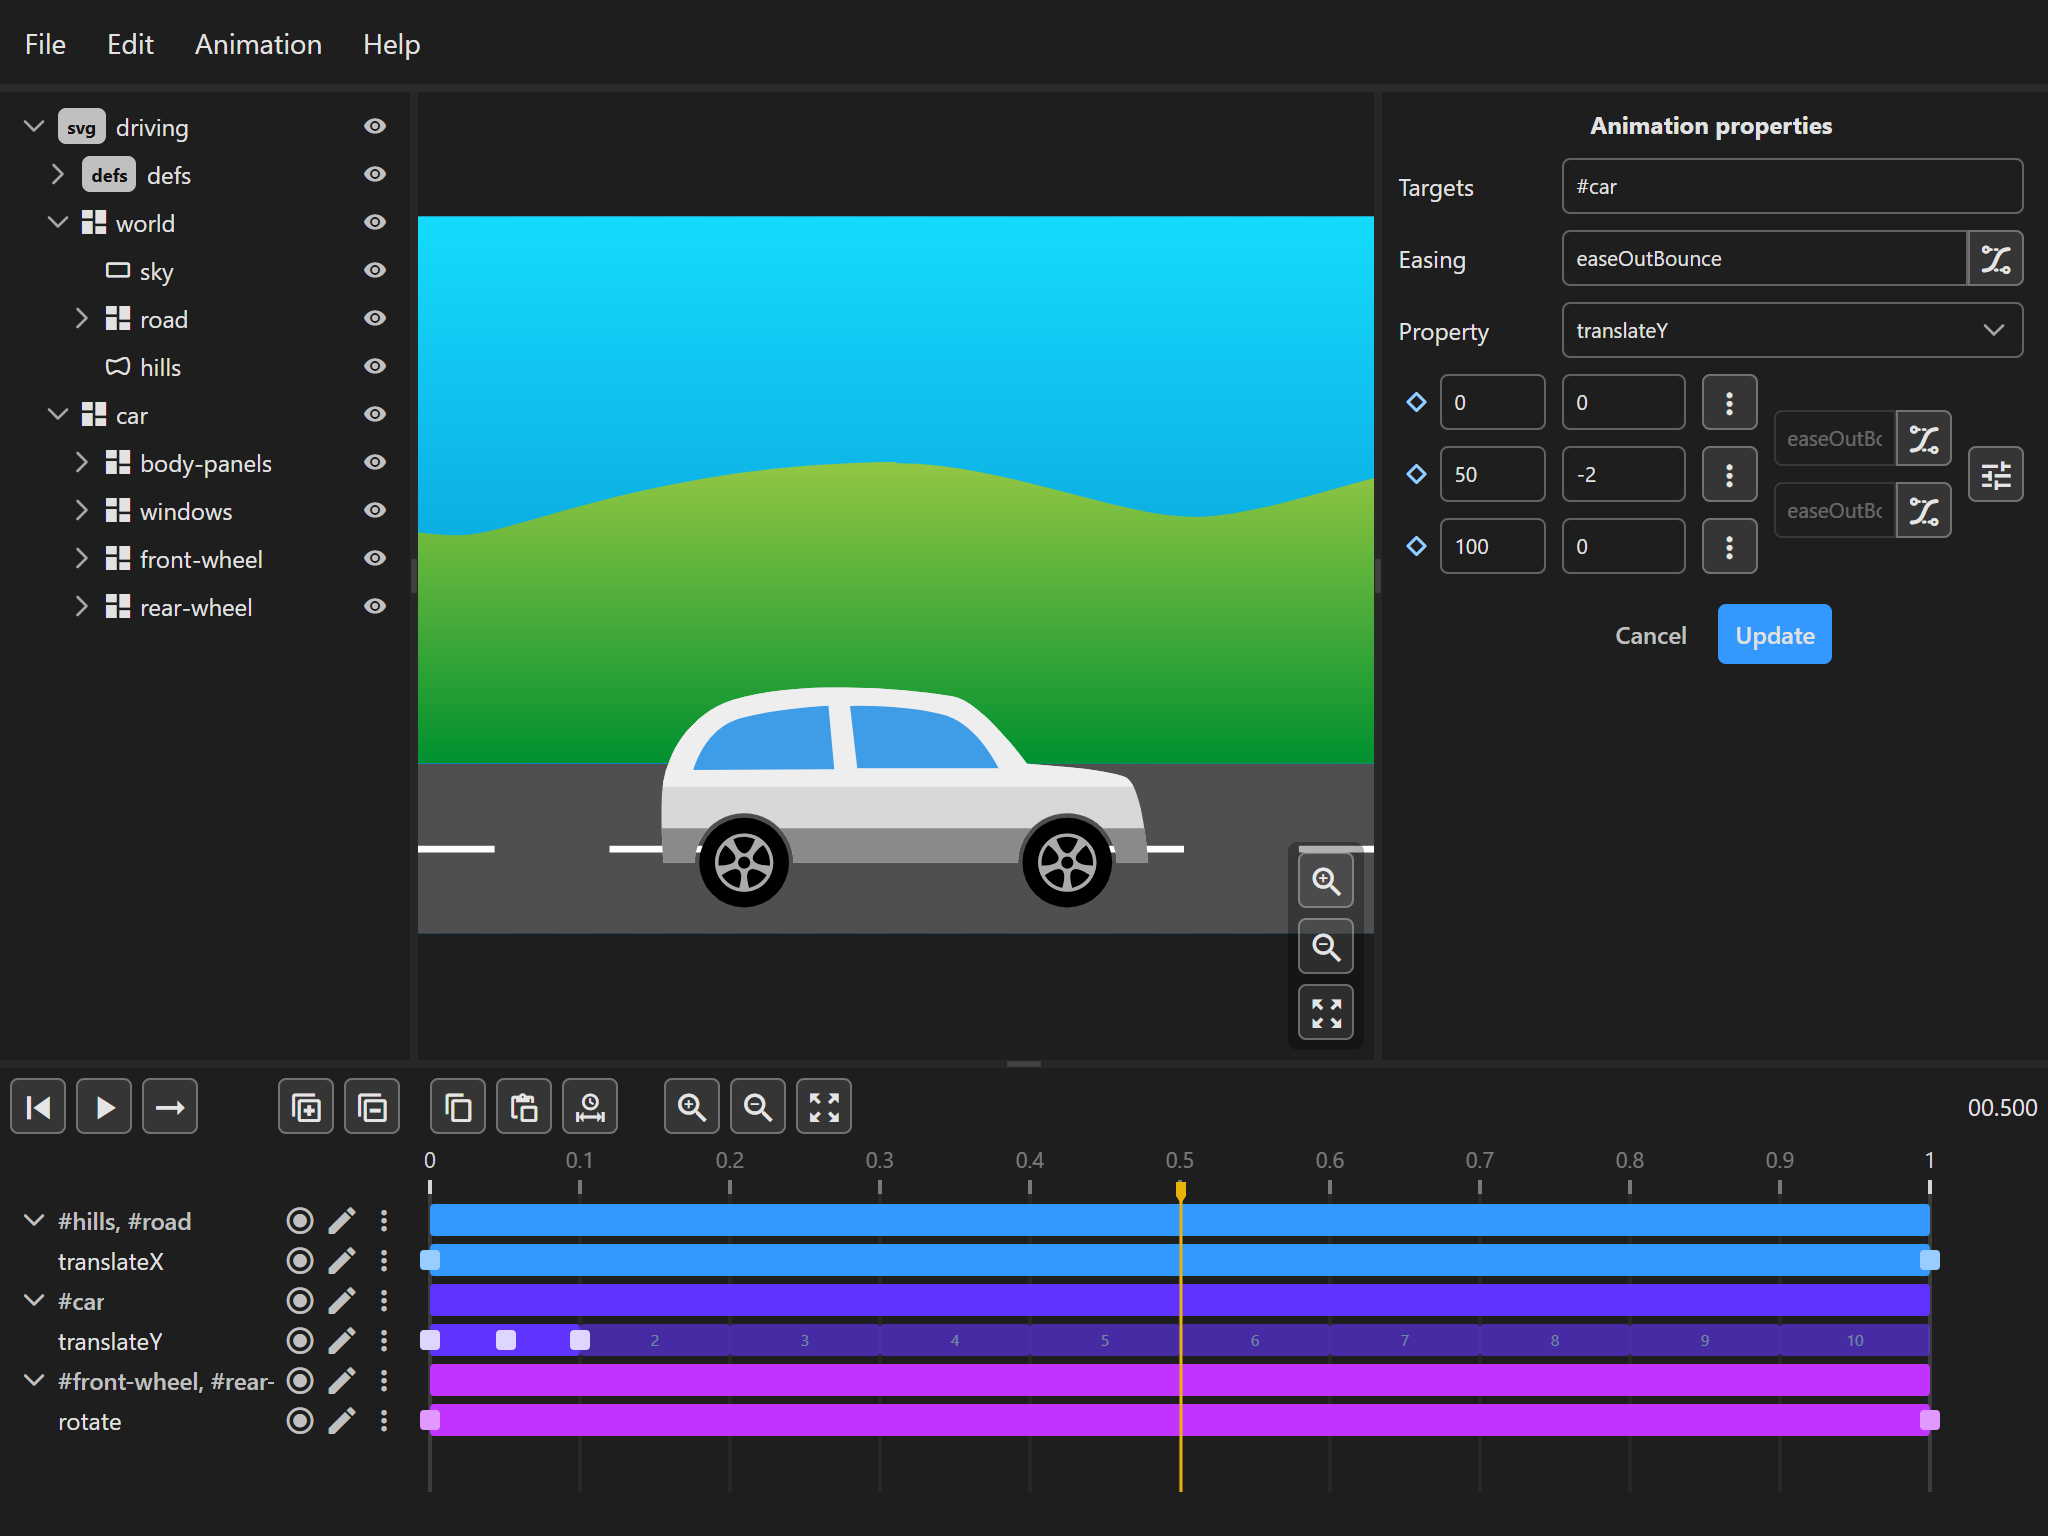 File Edit Animation Help
svg driving
defs defs
world
sky
road
hills
car
body-panels
windows
front-wheel
rear-wheel
Animation properties
Targets #car
Easing easeOutBounce
Property translateY
0 0
easeOutBo
50 -2
easeOutBo
100 0
Cancel Update
00.500
0 0.1 0.2 0.3 0.4 0.5 0.6 0.7 0.8 0.9 1
#hills, #road
translateX
#car
translateY 2 3 4 5 6 7 8 9 10
#front-wheel, #rear-
rotate